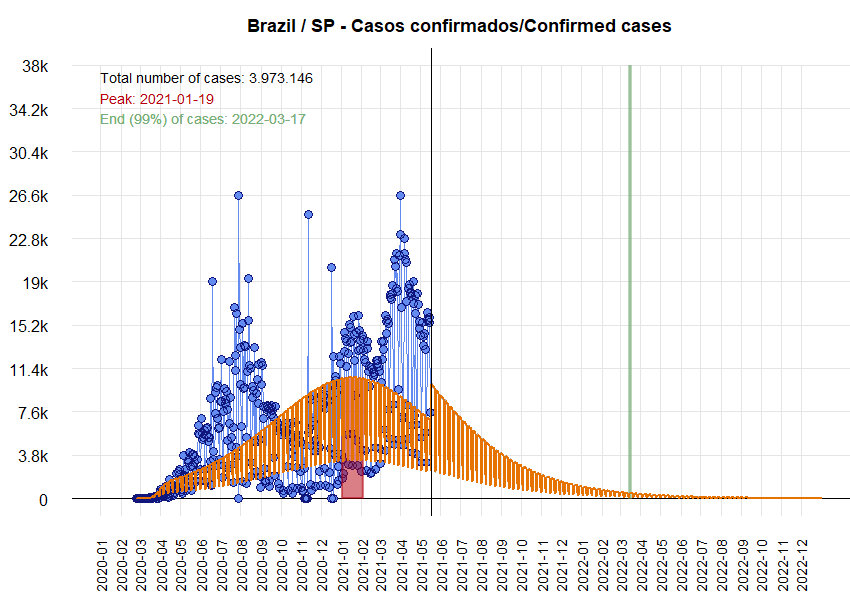 Brazil / SP - Casos confirmados/Confirmed cases
38k
34.2k
30.4k
26.6k
22.8k
19k
15.2k
11.4k
7.6k
3.8k
0
Total number of cases: 3.973.146
Peak: 2021-01-19
End (99%) of cases: 2022-03-17
2020-01
2020-02
2020-03
2020-04
2020-05
2020-06
2020-07
2020-08
2020-09
2020-10
2020-11
2020-12
2021-01
2021-02
2021-03
2021-04
2021-05
2021-06
2021-07
2021-08
2021-09
2021-10
2021-11
2021-12
2022-01
2022-02
2022-03
2022-04
2022-05
2022-06
2022-07
2022-08
2022-09
2022-10
2022-11
2022-12